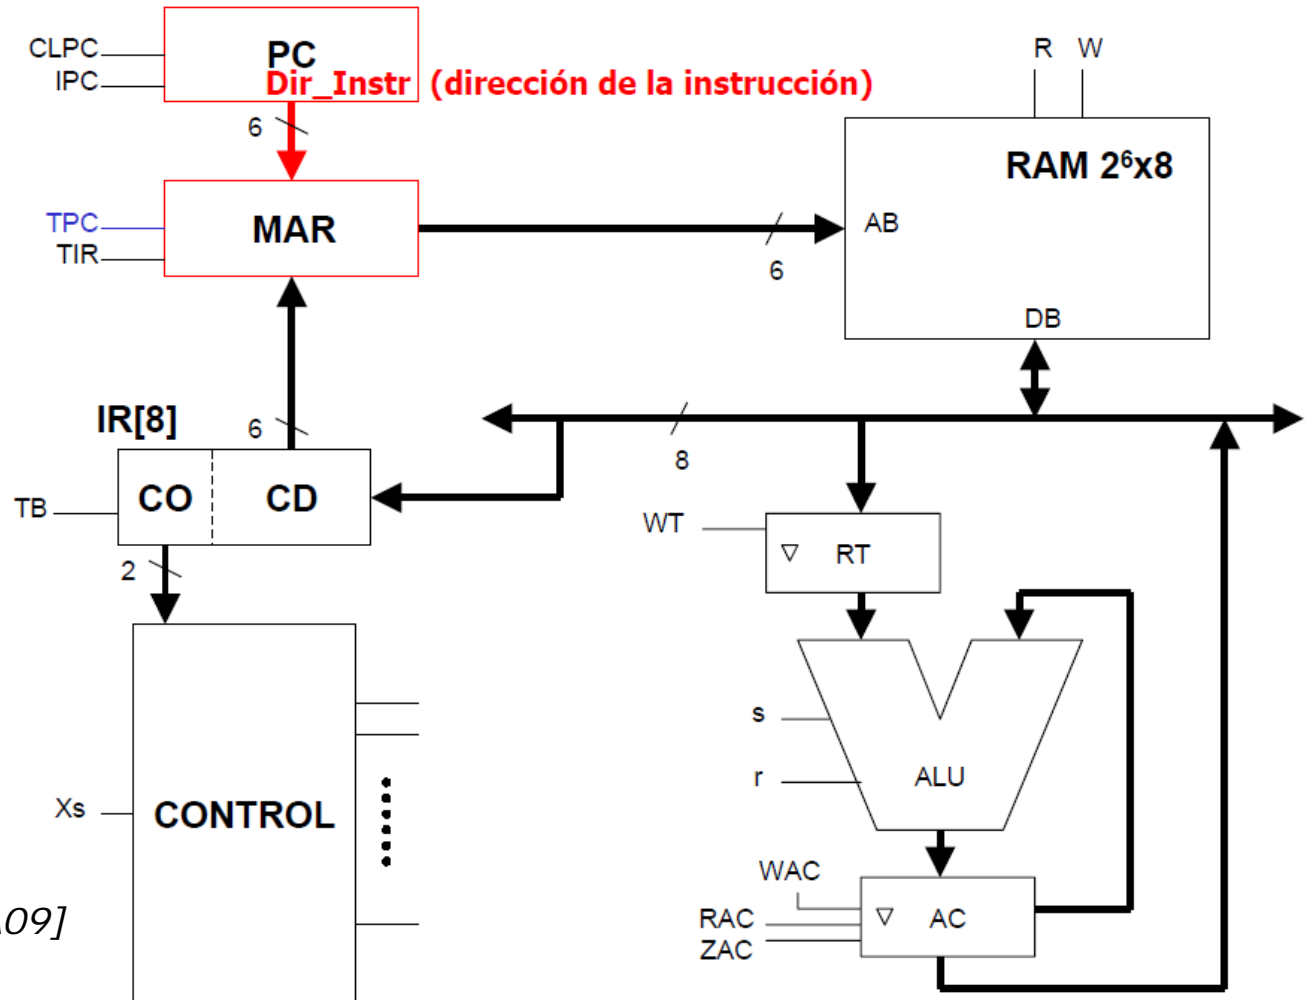 CLPC
PC
IPC
Dir_Instr (dirección de la instrucción)
6
R W
RAM 2⁶x8
TPC
MAR
TIR
AB
6
DB
IR[8]
6
8
TB
CO
CD
WT
RT
2
s
r
ALU
Xs
CONTROL
WAC
RAC
AC
ZAC
09]